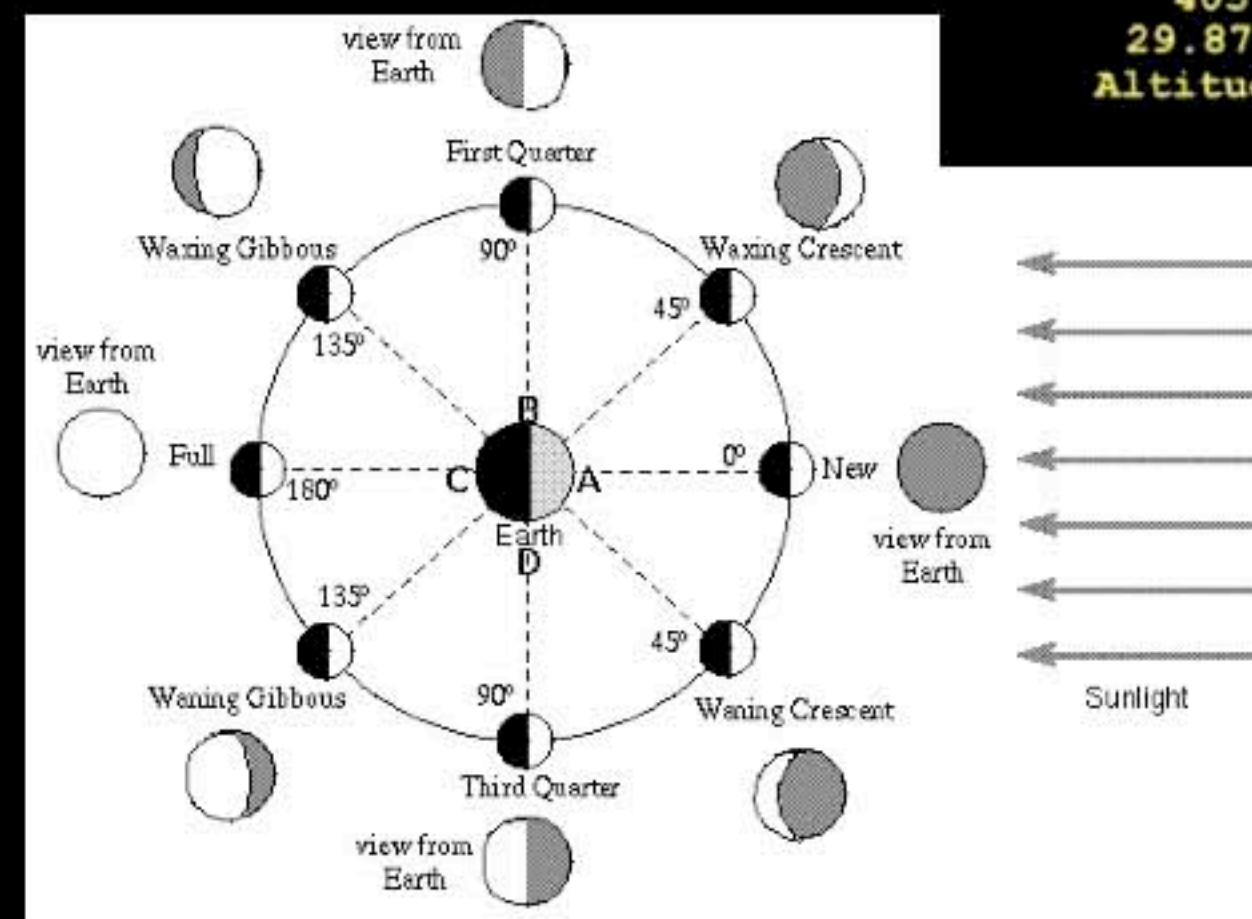 29.87
view from
Earth
First Quarter
Waxing Gibbous
Waxing Crescent
90º
45º
135º
view from
Earth
B
Full
180º
C
A
0º
New
Earth
D
view from
Earth
135º
45º
Waning Gibbous
90º
Waning Crescent
Sunlight
Third Quarter
view from
Earth